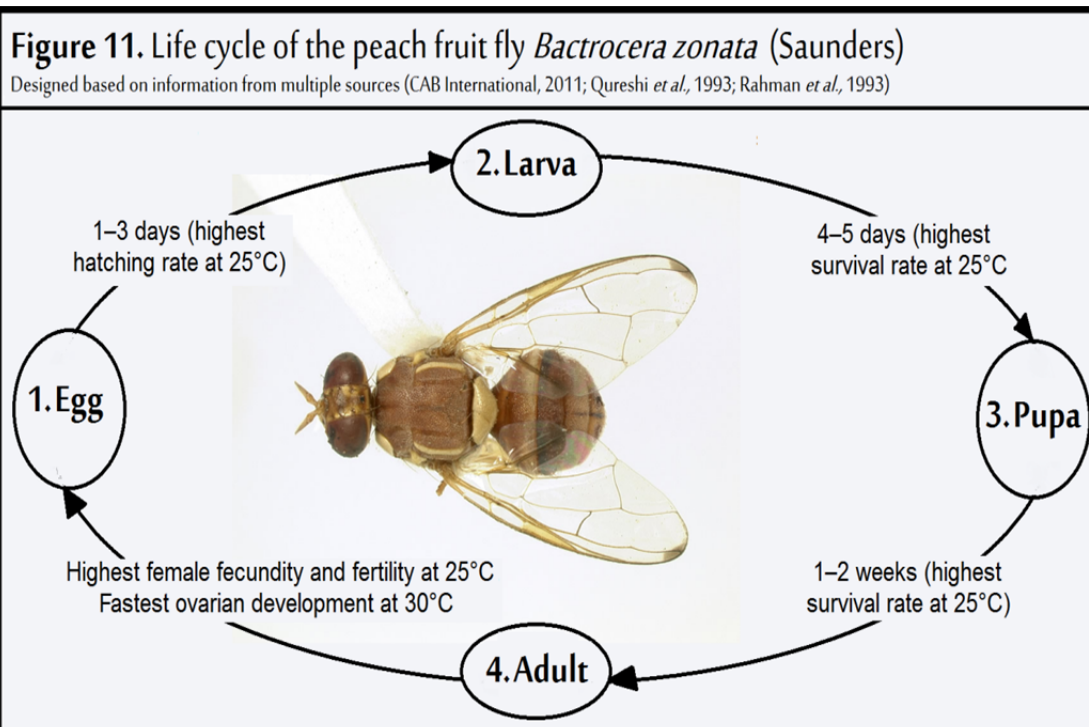 Figure 11. Life cycle of the peach fruit fly Bactrocera zonata (Saunders)
Designed based on information from multiple sources (CAB International, 2011; Qureshi et al., 1993; Rahman et al., 1993)
2. Larva
1–3 days (highest
hatching rate at 25°C)
4–5 days (highest
survival rate at 25°C
1. Egg
3. Pupa
Highest female fecundity and fertility at 25°C
Fastest ovarian development at 30°C
1–2 weeks (highest
survival rate at 25°C)
4. Adult